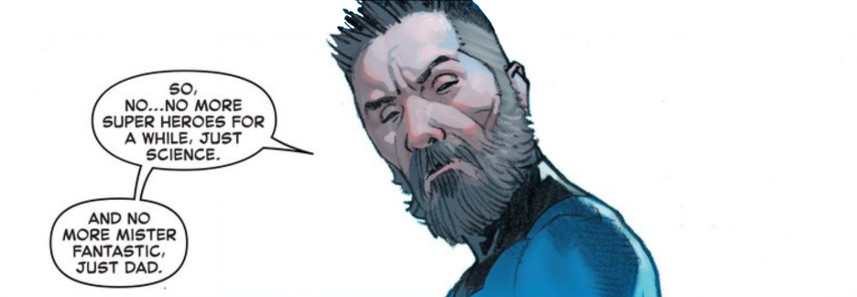 SO,
NO...NO MORE
SUPER HEROES FOR
A WHILE, JUST
SCIENCE.
AND NO
MORE MISTER
FANTASTIC,
JUST DAD.